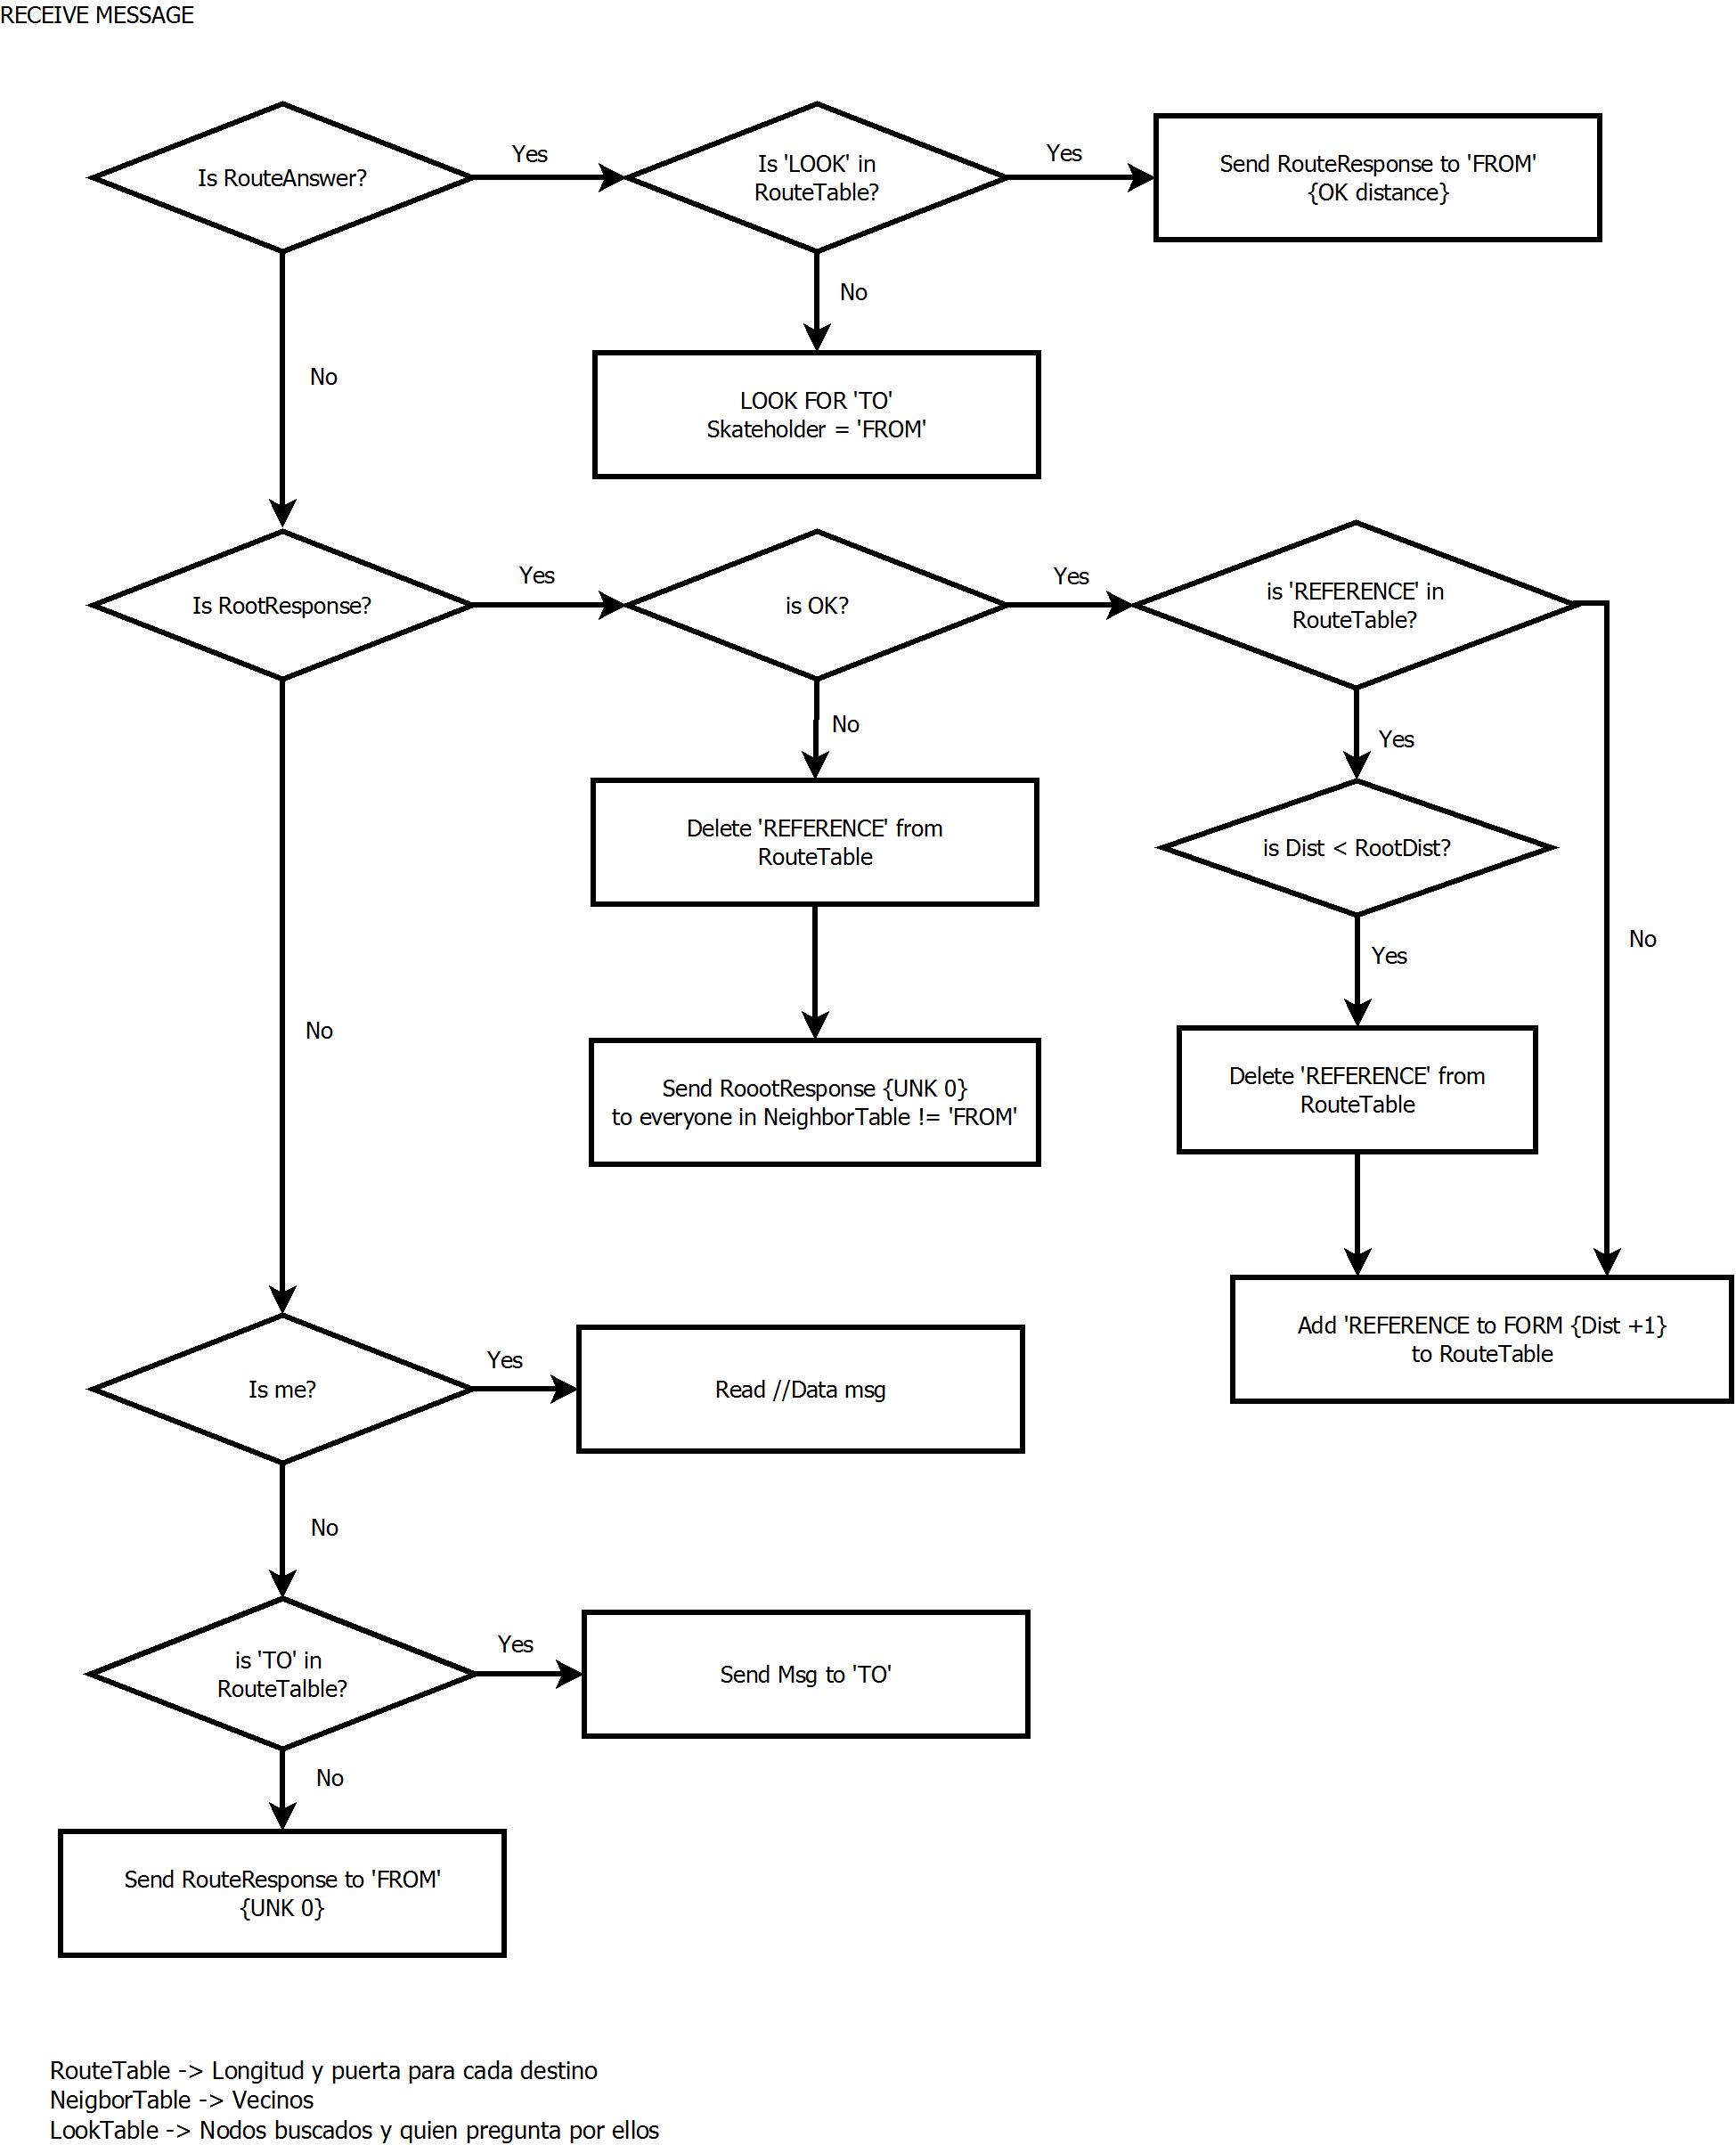 RECEIVE MESSAGE
Is RouteAnswer?
Yes
Is 'LOOK' in
RouteTable?
Yes
Send RouteResponse to 'FROM'
{OK distance}
No
No
LOOK FOR 'TO'
Skateholder = 'FROM'
Is RootResponse?
Yes
is OK?
Yes
is 'REFERENCE' in
RouteTable?
No
Yes
Delete 'REFERENCE' from
RouteTable
is Dist < RootDist?
Yes
No
No
Send RoootResponse {UNK 0}
to everyone in NeighborTable != 'FROM'
Delete 'REFERENCE' from
RouteTable
Add 'REFERENCE to FORM {Dist +1}
to RouteTable
Is me?
Yes
Read //Data msg
No
is 'TO' in
RouteTalble?
Yes
Send Msg to 'TO'
No
Send RouteResponse to 'FROM'
{UNK 0}
RouteTable -> Longitud y puerta para cada destino
NeigborTable -> Vecinos
LookTable -> Nodos buscados y quien pregunta por ellos